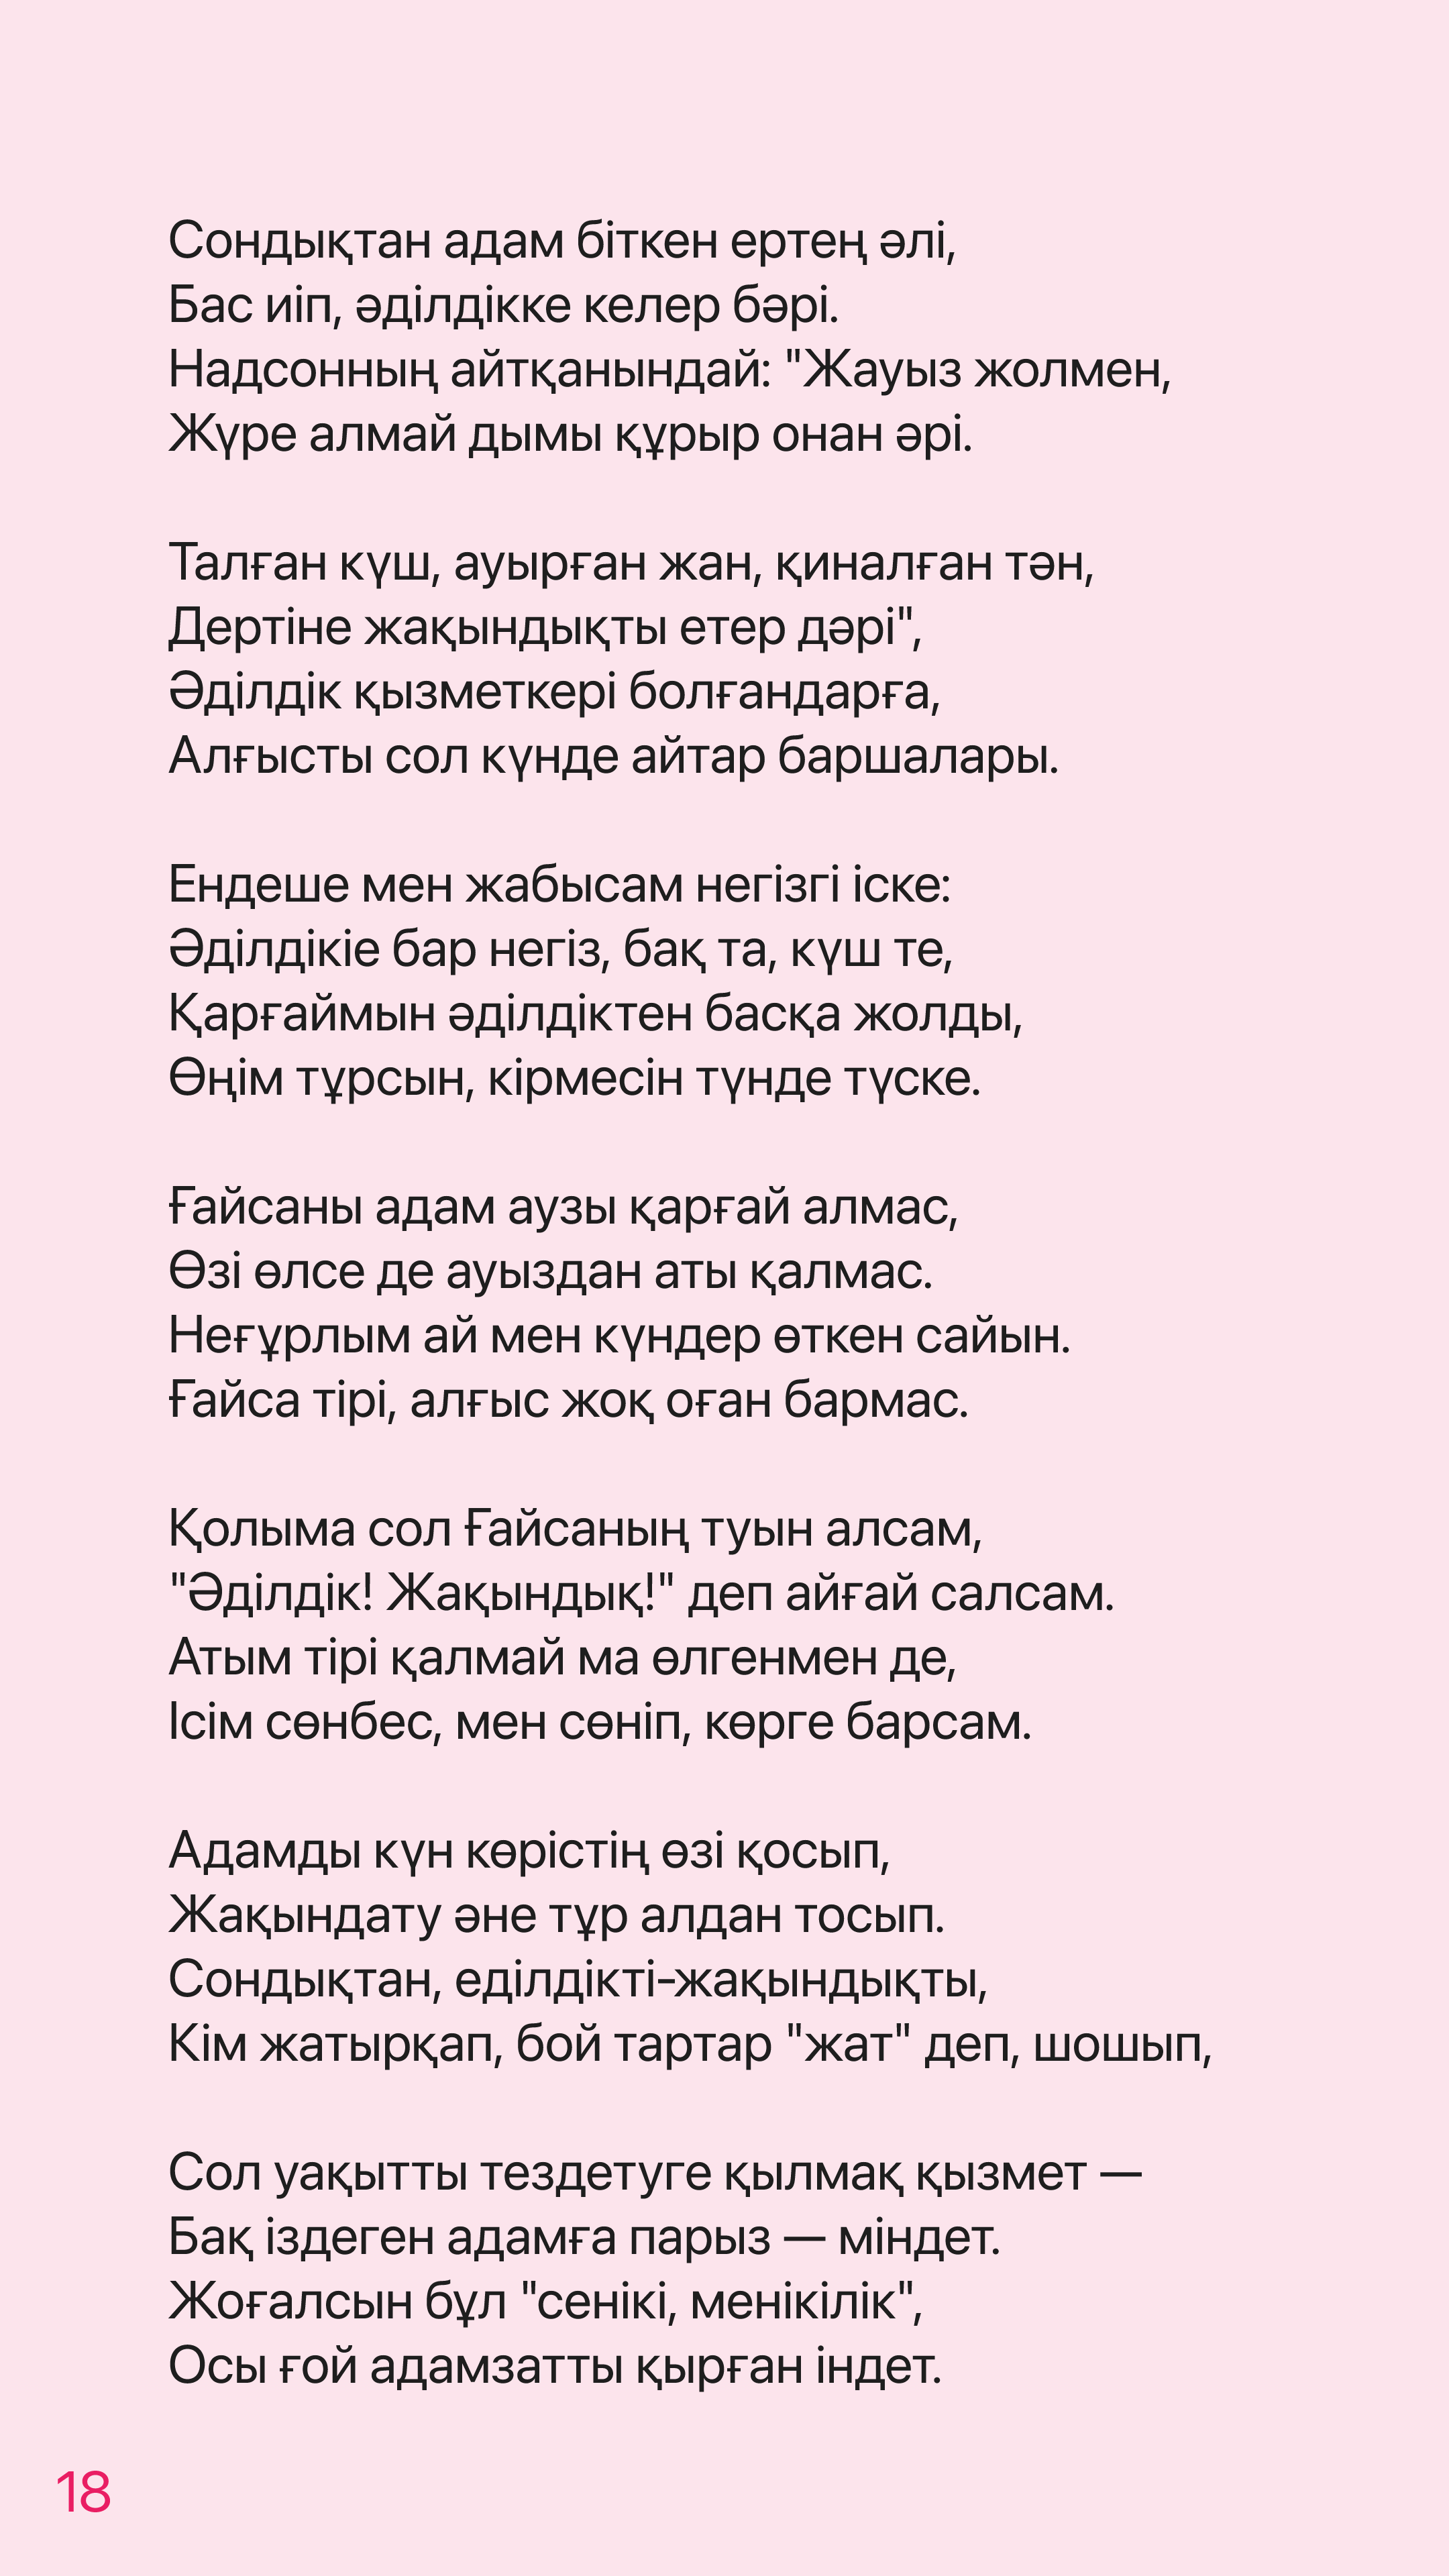 Сондықтан адам біткен ертең әлі,
Бас иіп, әділдікке келер бәрі.
Надсонның айтқанындай: "Жауыз жолмен,
Жүре алмай дымы құрыр онан әрі.
Талған күш, ауырған жан, қиналған тән,
Дертіне жақындықты етер дәрі",
Әділдік қызметкері болғандарға,
Алғысты сол күнде айтар баршалары.
Ендеше мен жабысам негізгі іске:
Әділдікіе бар негіз, бақ та, күш те,
Қарғаймын әділдіктен басқа жолды,
Өңім тұрсын, кірмесін түнде түске.
Ғайсаны адам аузы қарғай алмас,
Өзі өлсе де ауыздан аты қалмас.
Неғұрлым ай мен күндер өткен сайын.
Ғайса тірі, алғыс жоқ оған бармас.
Қолыма сол Ғайсаның туын алсам,
"Әділдік! Жақындық!" деп айғай салсам.
Атым тірі қалмай ма өлгенмен де,
Ісім сөнбес, мен сөніп, көрге барсам.
Адамды күн көрістің өзі қосып,
Жақындату әне тұр алдан тосып.
Сондықтан, еділдікті-жақындықты,
Кім жатырқап, бой тартар "жат" деп, шошып,
Сол уақытты тездетуге қылмақ қызмет —
Бақ іздеген адамға парыз — міндет.
Жоғалсын бұл "сенікі, менікілік",
Осы ғой адамзатты қырған індет.
18